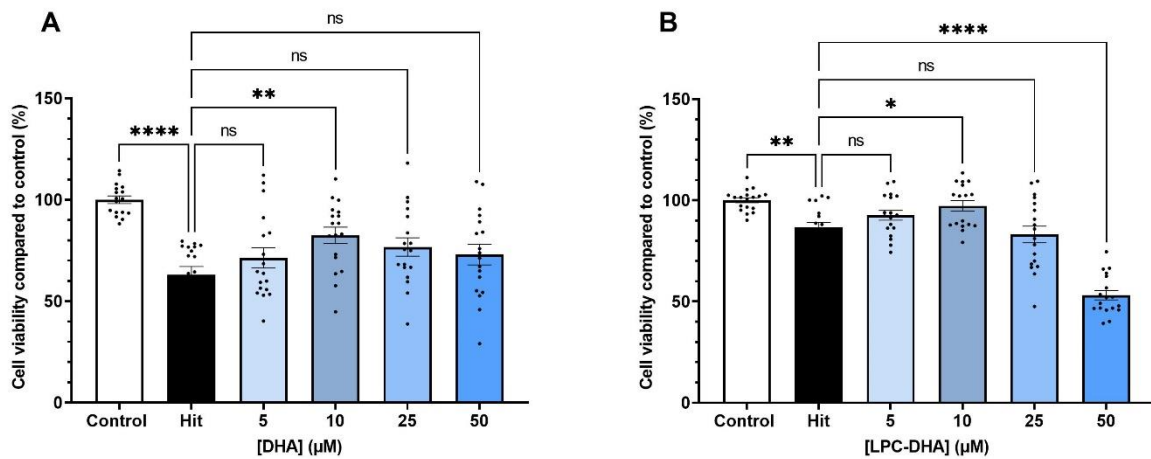 A
ns
ns
**
****
ns
150
100
50
0
Cell viability compared to control (%)
Control Hit 5 10 25 50
[DHA] (µM)
B
****
ns
*
**
ns
150
100
50
0
Cell viability compared to control (%)
Control Hit 5 10 25 50
[LPC-DHA] (µM)